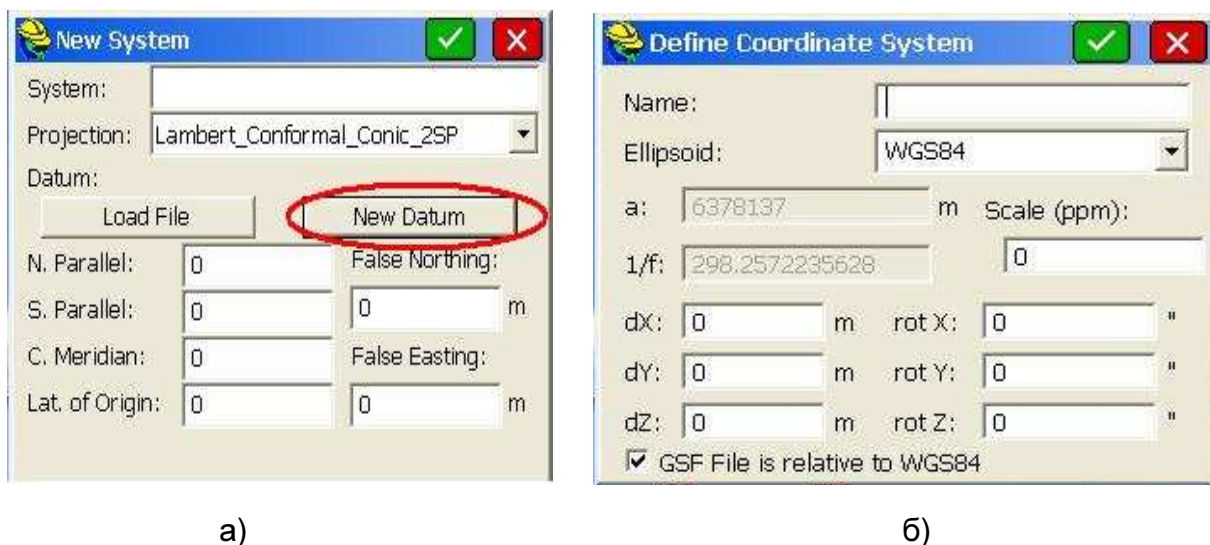 New System
System:
Projection: Lambert_Conformal_Conic_2SP
Datum:
Load File New Datum
N. Parallel: 0 False Northing:
S. Parallel: 0 0 m
C. Meridian: 0 False Easting:
Lat. of Origin: 0 0 m
а)
Define Coordinate System
Name:
Ellipsoid: WGS84
a: 6378137 m Scale (ppm):
1/f: 298.2572235628 0
dX: 0 m rot X: 0 "
dY: 0 m rot Y: 0 "
dZ: 0 m rot Z: 0 "
GSF File is relative to WGS84
б)